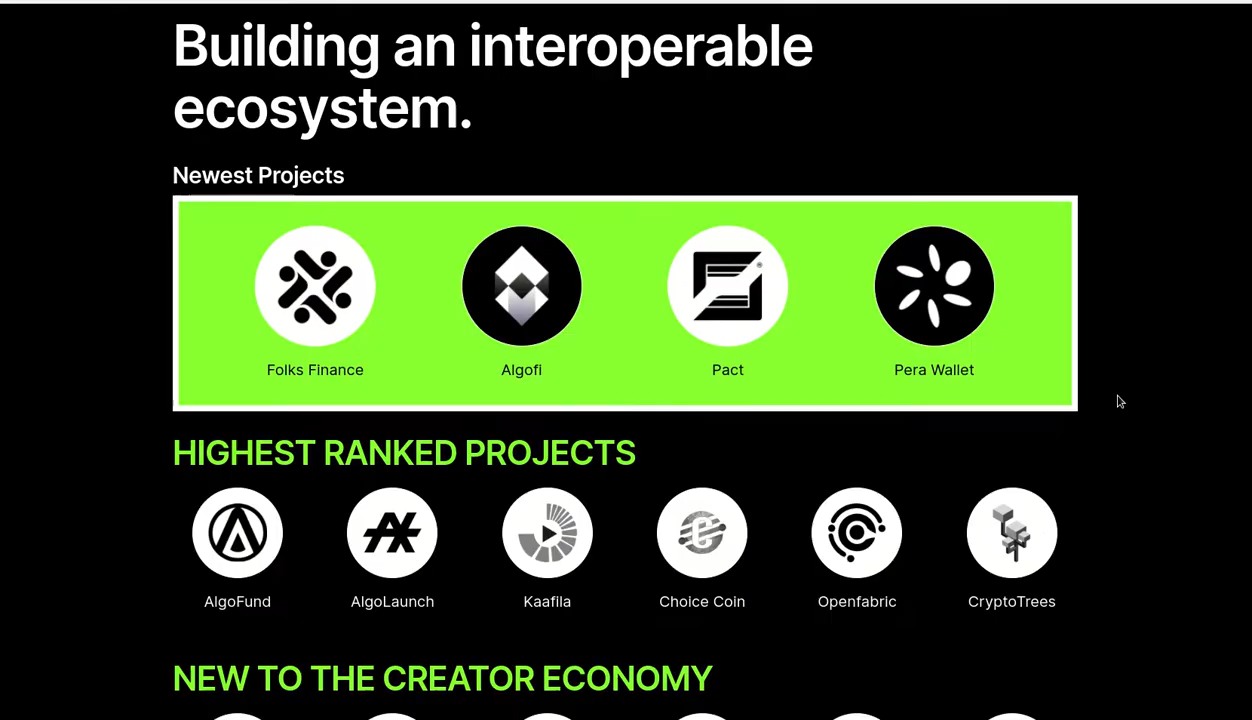 Building an interoperable
ecosystem.
Newest Projects
Folks Finance Algofi Pact Pera Wallet
HIGHEST RANKED PROJECTS
AlgoFund AlgoLaunch Kaafila Choice Coin Openfabric CryptoTrees
NEW TO THE CREATOR ECONOMY